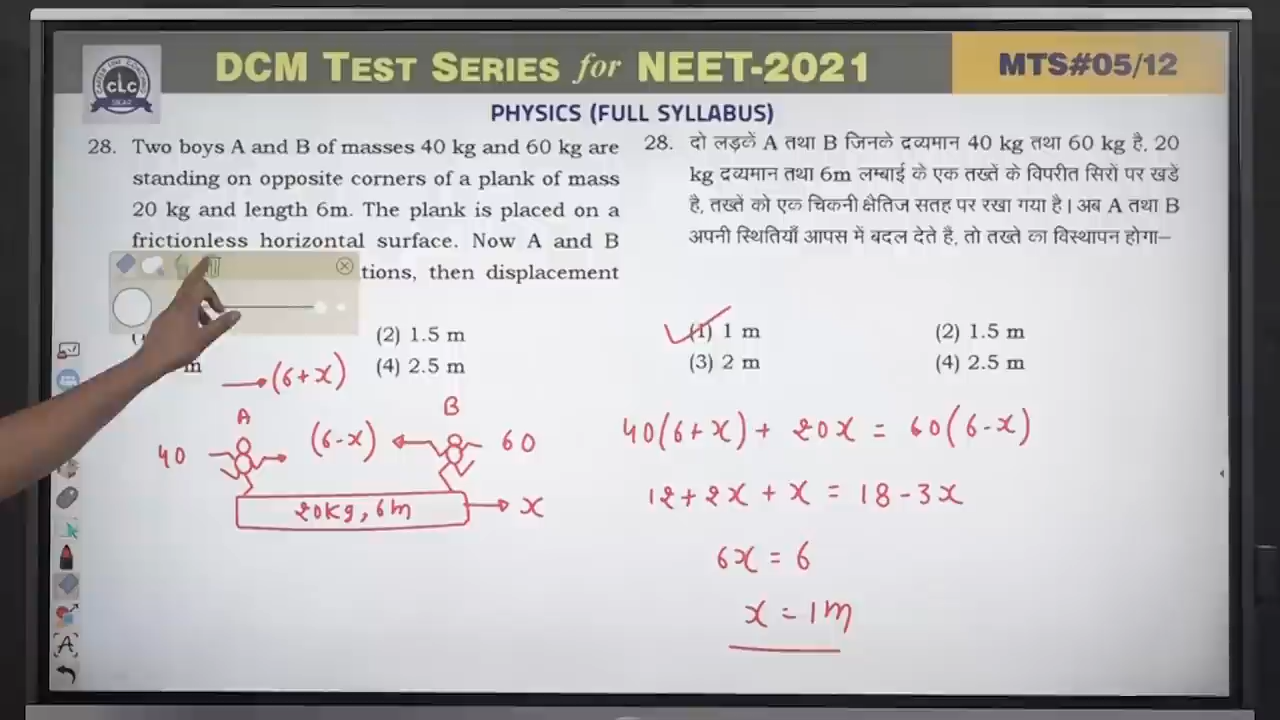 DCM TEST SERIES for NEET-2021
MTS#05/12
CLC
PHYSICS (FULL SYLLABUS)
28. Two boys A and B of masses 40 kg and 60 kg are
standing on opposite corners of a plank of mass
20 kg and length 6m. The plank is placed on a
frictionless horizontal surface. Now A and B
tions, then displacement
(2) 1.5 m
m
(4) 2.5 m
28. दो लड़कें A तथा B जिनके द्रव्यमान 40 kg तथा 60 kg है, 20
kg द्रव्यमान तथा 6m लम्बाई के एक तख्ते के विपरीत सिरों पर खडें
है, तख्तें को एक चिकनी क्षैतिज सतह पर रखा गया है। अब A तथा B
अपनी स्थितियाँ आपस में बदल देते है, तो तख्ते का विस्थापन होगा–
(1) 1 m
(2) 1.5 m
(3) 2 m
(4) 2.5 m
(6+x)
A
B
40
(6-x)
60
20Kg, 6m
x
40(6+x) + 20x = 60(6-x)
12+2x + x = 18-3x
6x = 6
x = 1m
A